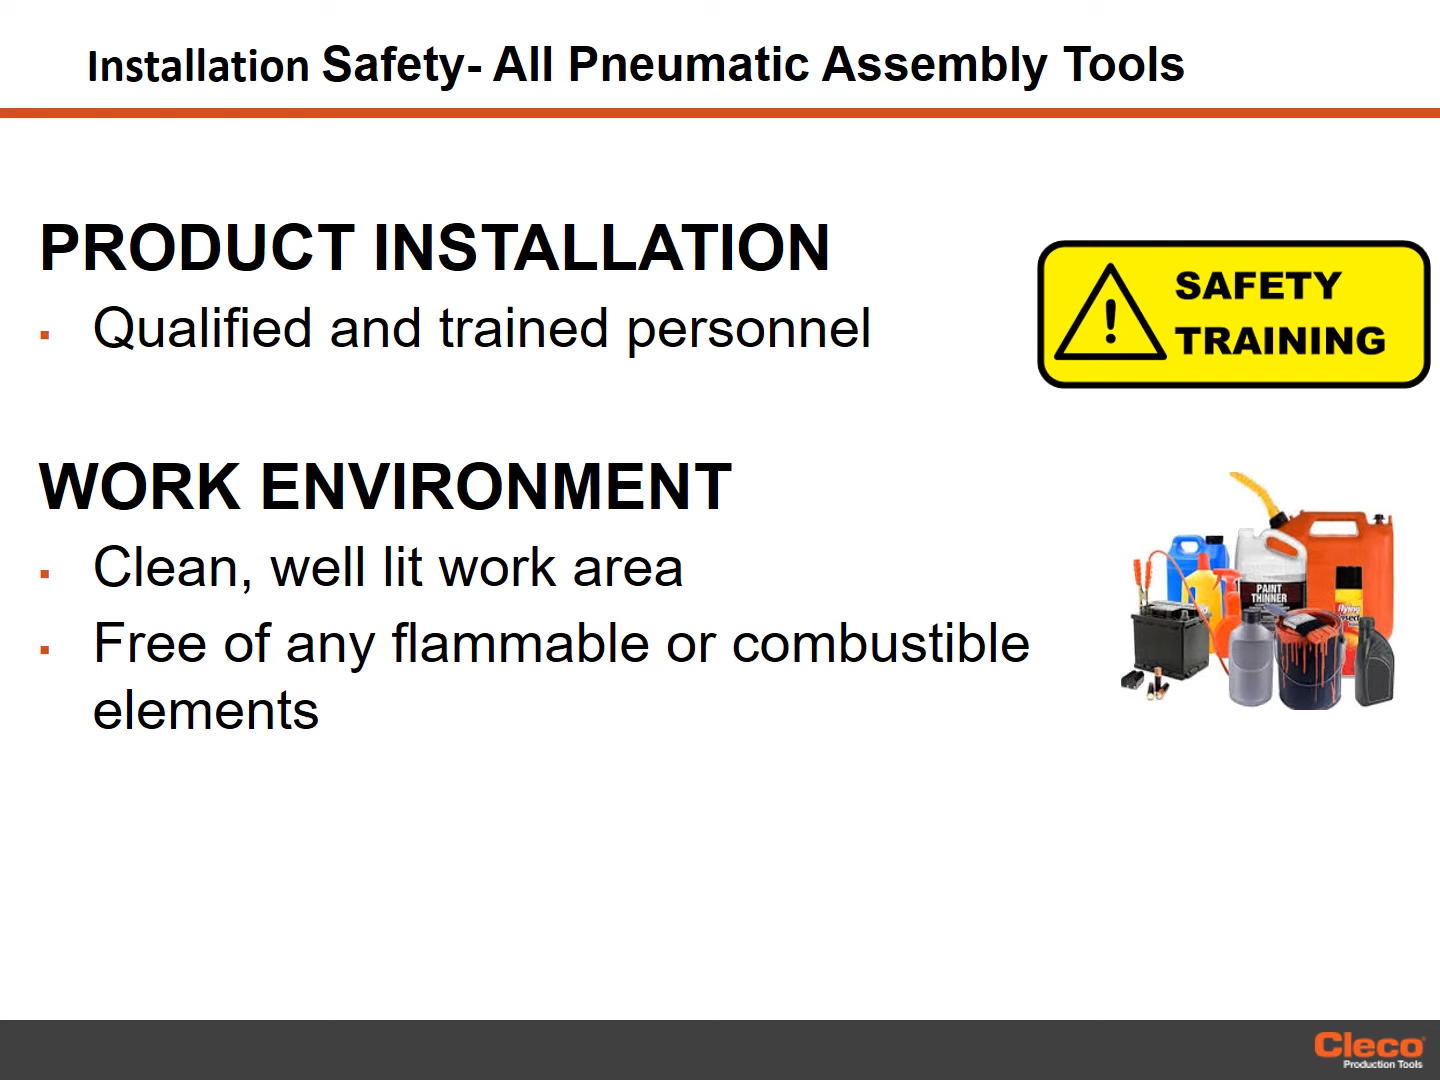 Installation Safety- All Pneumatic Assembly Tools
PRODUCT INSTALLATION
▪ Qualified and trained personnel
SAFETY
TRAINING
WORK ENVIRONMENT
▪ Clean, well lit work area
▪ Free of any flammable or combustible
elements
PAINT
THINNER
flying
Cleco
Production Tools